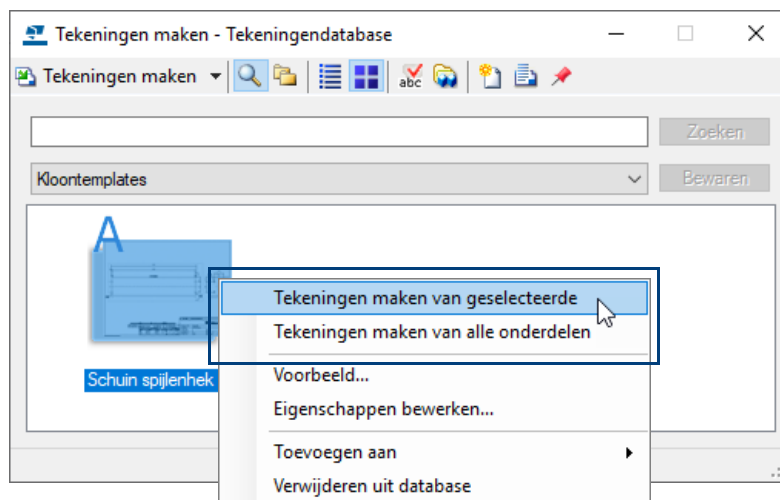 Tekeningen maken - Tekeningendatabase
Tekeningen maken
abc
Zoeken
Kloontemplates
Bewaren
A
Schuin spijlenhek
Tekeningen maken van geselecteerde
Tekeningen maken van alle onderdelen
Voorbeeld...
Eigenschappen bewerken...
Toevoegen aan
Verwijderen uit database